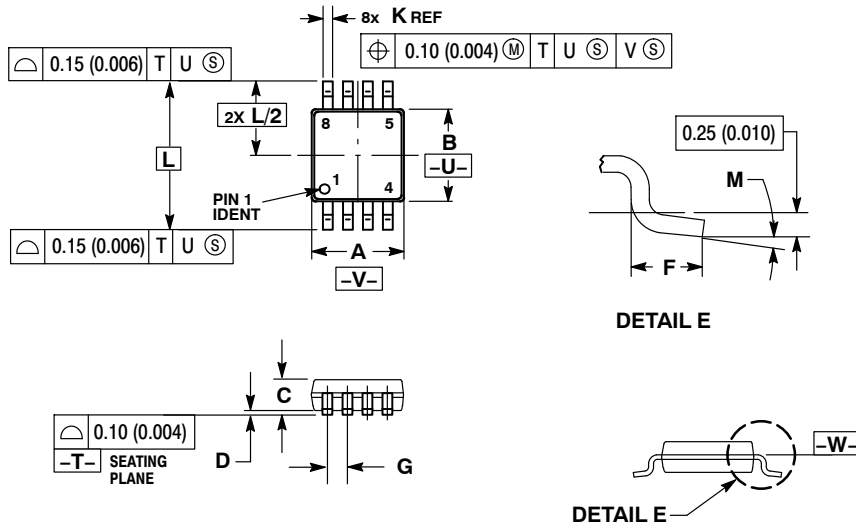 8x K REF
⌖ 0.10 (0.004) Ⓜ T U Ⓢ V Ⓢ
⌓ 0.15 (0.006) T U Ⓢ
2X L/2
L
8 5
B
–U–
1
4
PIN 1
IDENT
⌓ 0.15 (0.006) T U Ⓢ
A
–V–
0.25 (0.010)
M
F
DETAIL E
C
⌓ 0.10 (0.004)
–T– SEATING
PLANE
D
G
–W–
DETAIL E